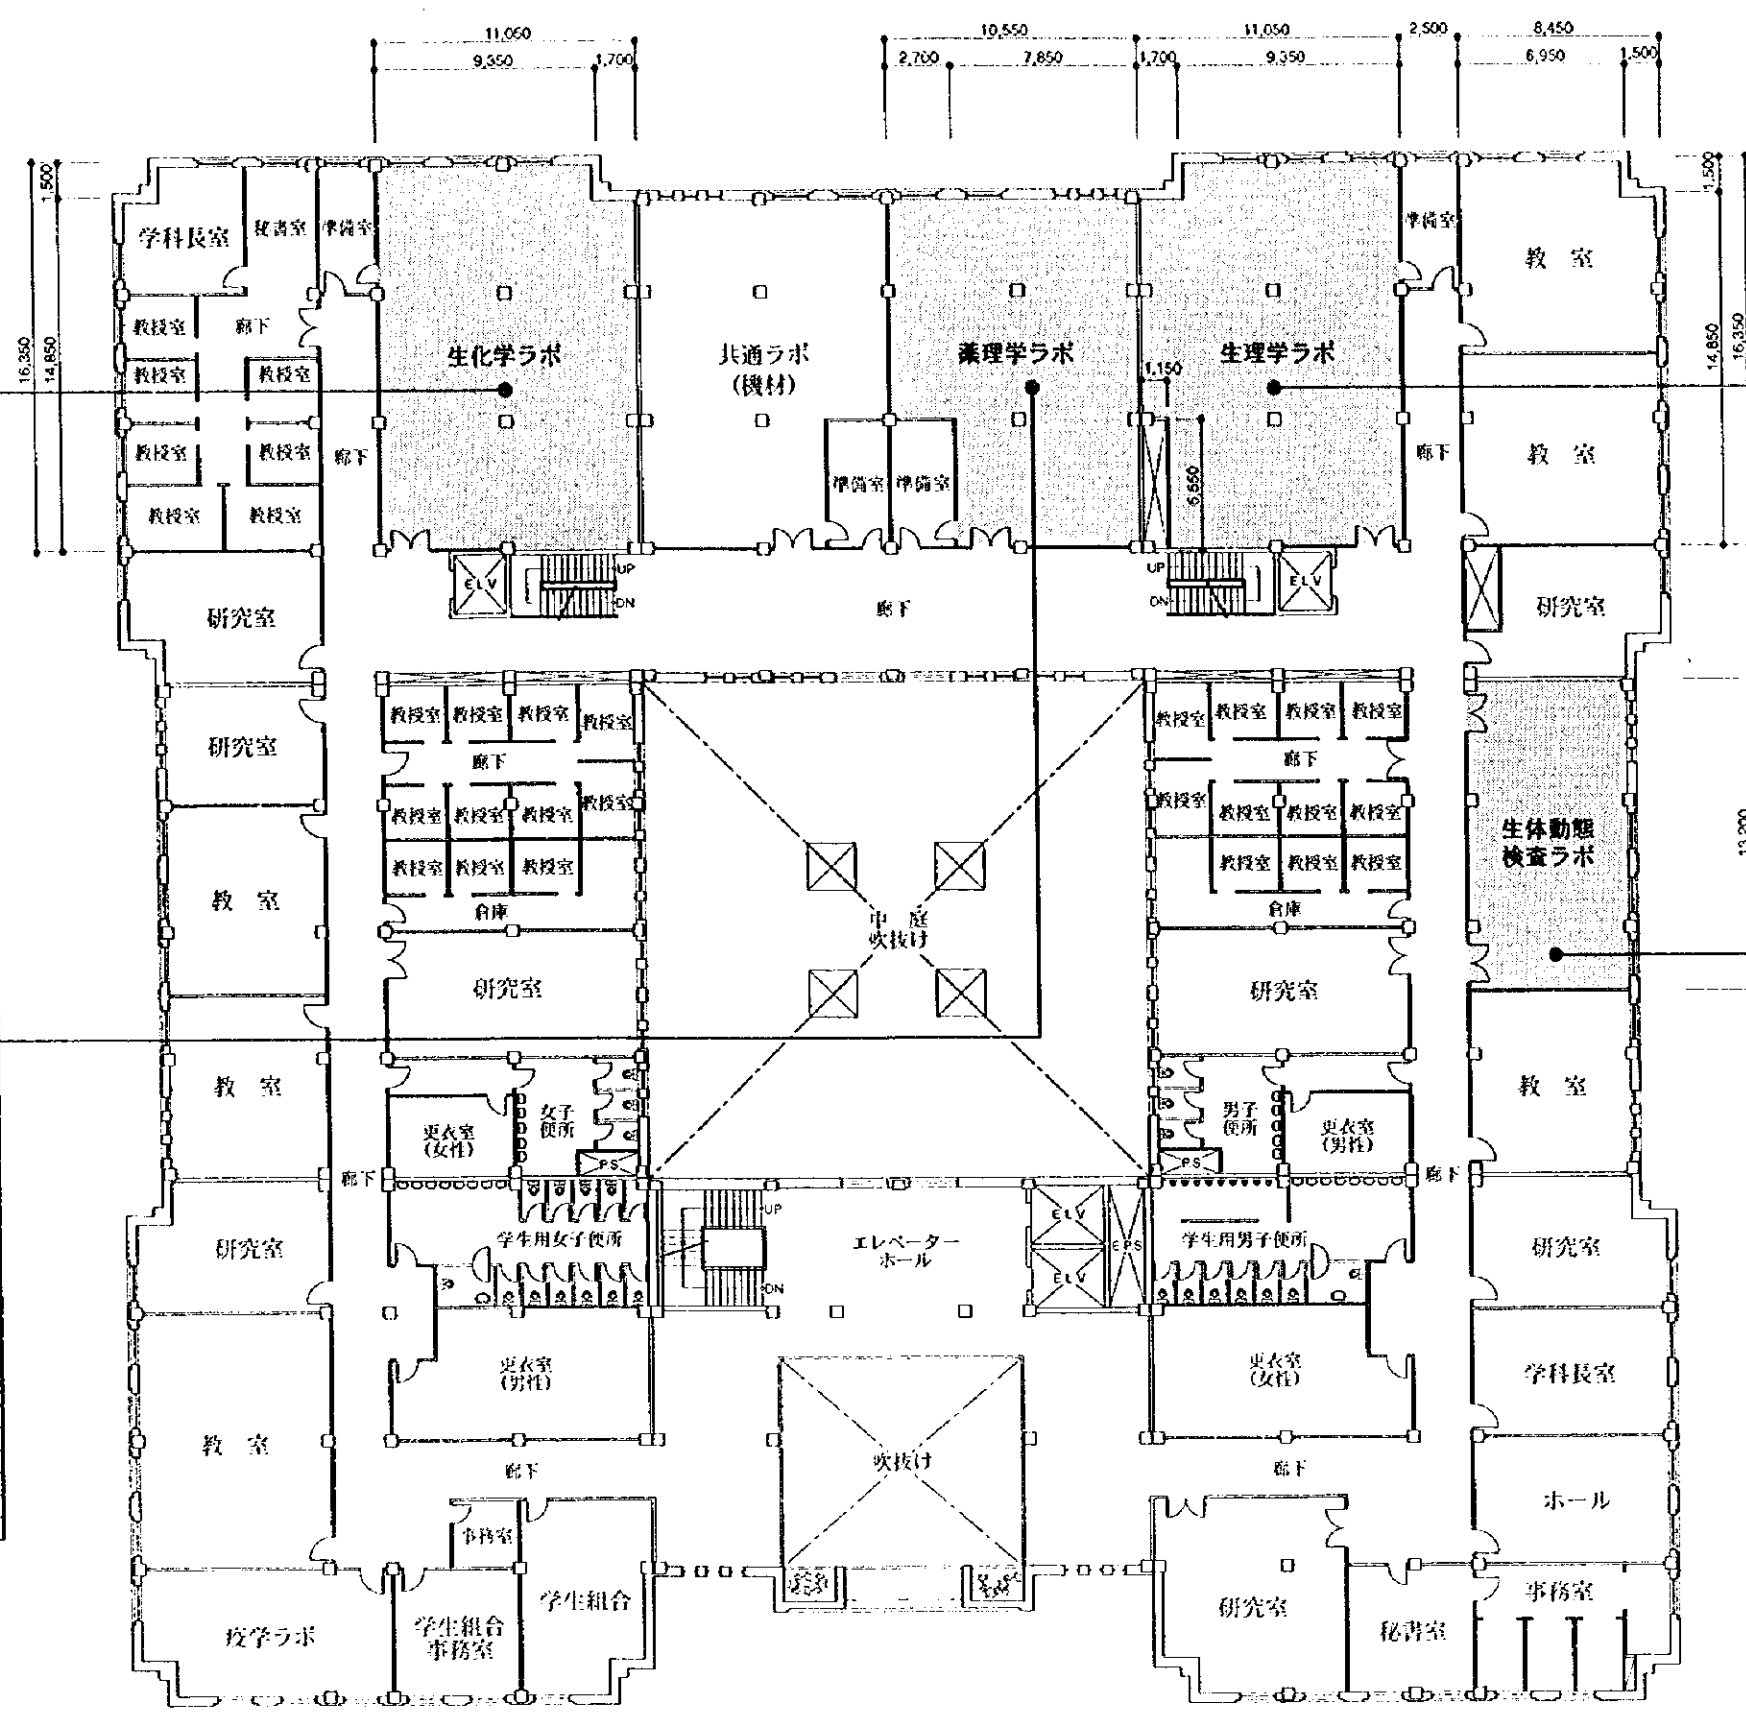 11,050
10,550
11,050
2,500
8,450
9,350
1,700
2,700
7,850
1,700
9,350
6,950
1,500
1,500
16,350
14,850
1,500
14,850
16,350
学科長室
秘書室
準備室
準備室
教 室
教授室
廊下
教授室
教授室
教授室
教授室
教授室
教授室
廊下
生化学ラボ
共通ラボ
(機材)
薬理学ラボ
生理学ラボ
1,150
6,650
準備室
準備室
廊下
教 室
研究室
ELV
UP
DN
廊下
UP
DN
ELV
研究室
研究室
教授室
教授室
教授室
教授室
廊下
教授室
教授室
教授室
教授室
教授室
教授室
教授室
倉庫
教授室
教授室
教授室
教授室
廊下
教授室
教授室
教授室
教授室
教授室
教授室
教授室
倉庫
生体動態
検査ラボ
13,200
教 室
中 庭
吹抜け
研究室
研究室
教 室
更衣室
(女性)
女子
便所
PS
男子
便所
PS
更衣室
(男性)
教 室
廊下
廊下
研究室
学生用女子便所
UP
DN
エレベーター
ホール
ELV
ELV
EPS
学生用男子便所
研究室
更衣室
(男性)
更衣室
(女性)
学科長室
教 室
廊下
吹抜け
廊下
ホール
事務室
疫学ラボ
学生組合
事務室
学生組合
研究室
秘書室
事務室